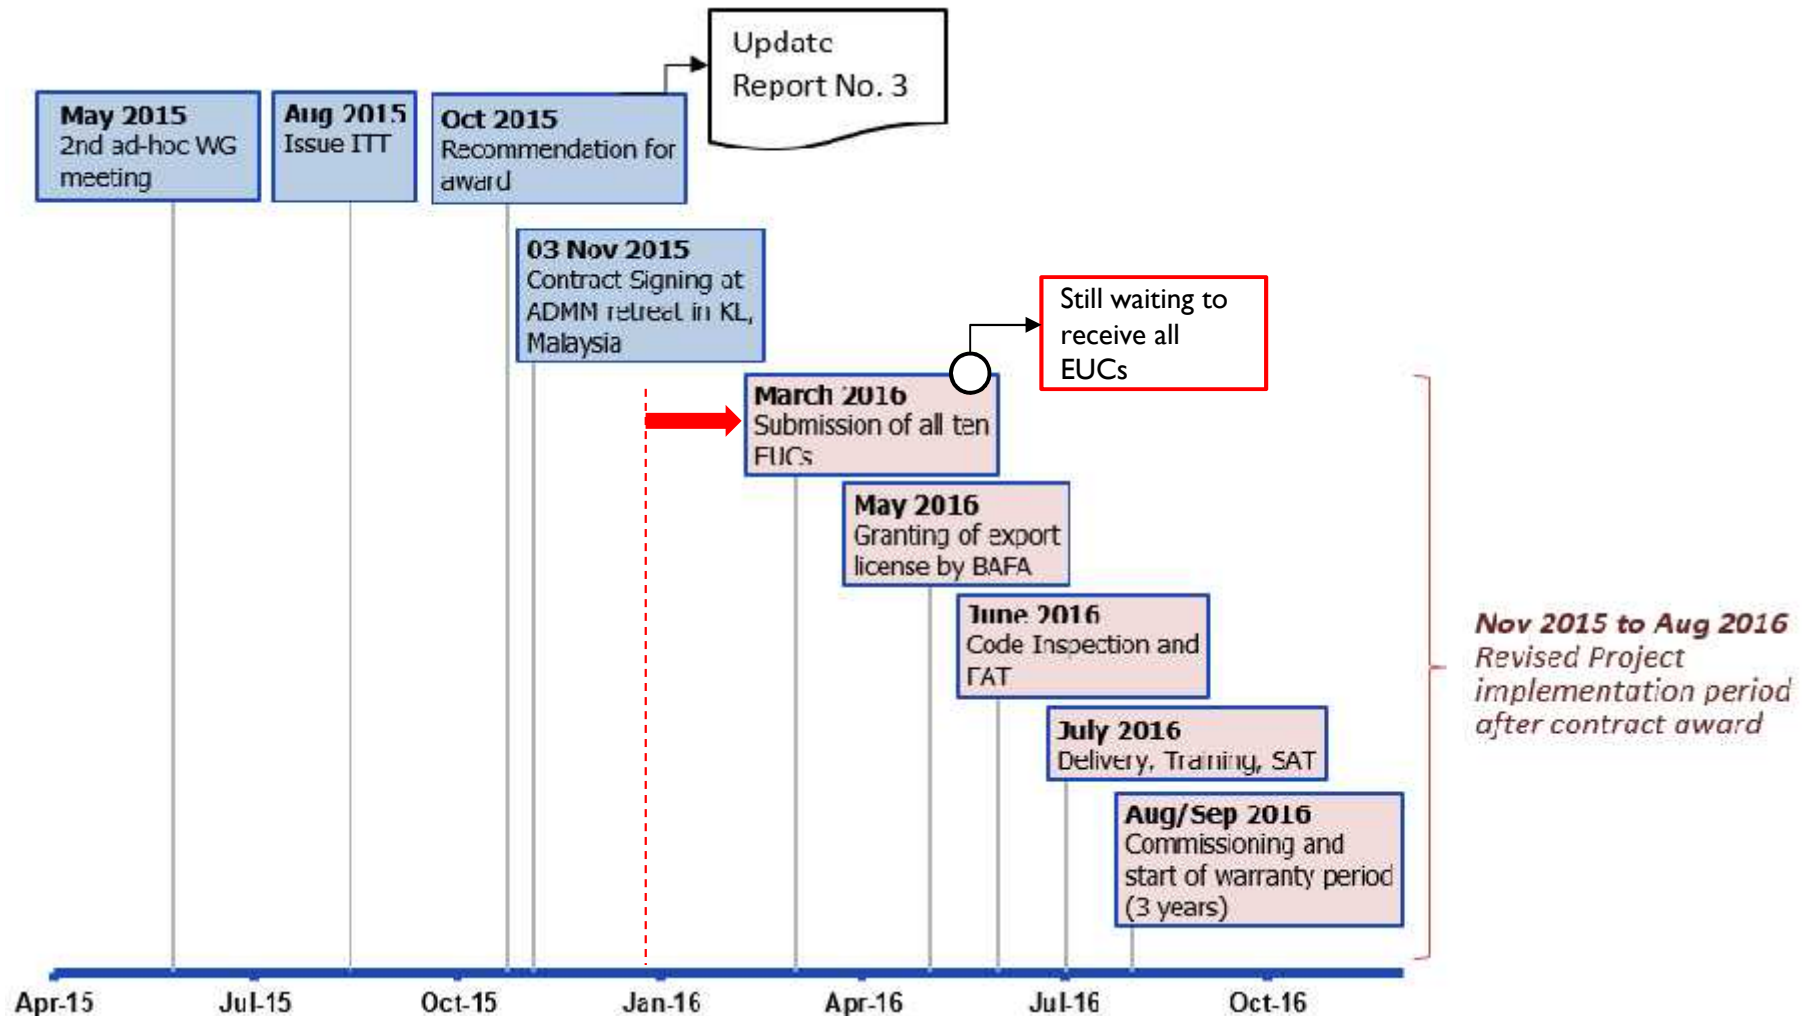 Update
Report No. 3
May 2015
2nd ad-hoc WG
meeting
Aug 2015
Issue ITT
Oct 2015
Recommendation for
award
03 Nov 2015
Contract Signing at
ADMM retreat in KL,
Malaysia
Still waiting to
receive all
EUCs
March 2016
Submission of all ten
EUCs
May 2016
Granting of export
license by BAFA
June 2016
Code Inspection and
FAT
July 2016
Delivery, Training, SAT
Aug/Sep 2016
Commissioning and
start of warranty period
(3 years)
Nov 2015 to Aug 2016
Revised Project
implementation period
after contract award
Apr-15
Jul-15
Oct-15
Jan-16
Apr-16
Jul-16
Oct-16